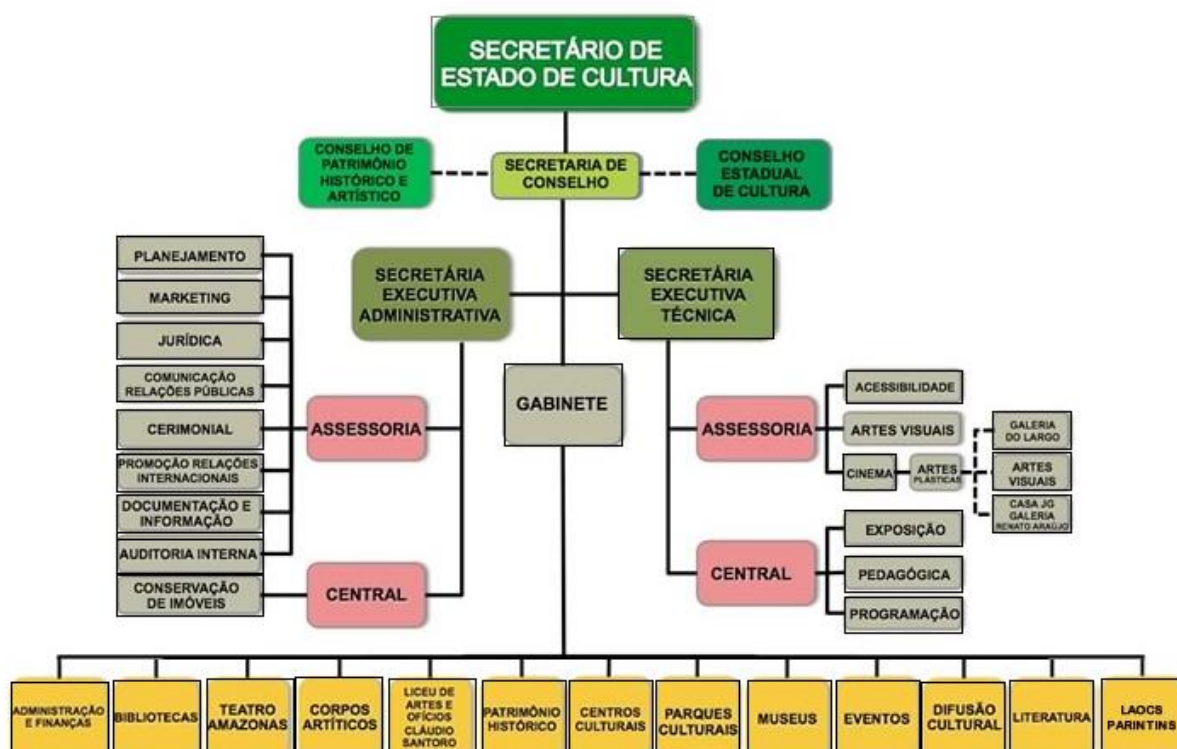 SECRETÁRIO DE
ESTADO DE CULTURA
CONSELHO DE
PATRIMÔNIO
HISTÓRICO E
ARTÍSTICO
SECRETARIA DE
CONSELHO
CONSELHO
ESTADUAL
DE CULTURA
SECRETÁRIA
EXECUTIVA
ADMINISTRATIVA
SECRETÁRIA
EXECUTIVA
TÉCNICA
PLANEJAMENTO
MARKETING
JURÍDICA
COMUNICAÇÃO
RELAÇÕES PÚBLICAS
CERIMONIAL
PROMOÇÃO RELAÇÕES
INTERNACIONAIS
DOCUMENTAÇÃO E
INFORMAÇÃO
AUDITORIA INTERNA
CONSERVAÇÃO
DE IMÓVEIS
ASSESSORIA
CENTRAL
GABINETE
ASSESSORIA
CENTRAL
ACESSIBILIDADE
ARTES VISUAIS
CINEMA
ARTES
PLÁSTICAS
GALERIA
DO LARGO
ARTES
VISUAIS
CASA JG
GALERIA
RENATO ARAÚJO
EXPOSIÇÃO
PEDAGÓGICA
PROGRAMAÇÃO
ADMINISTRAÇÃO
E FINANÇAS
BIBLIOTECAS
TEATRO
AMAZONAS
CORPOS
ARTÍTICOS
LICEU DE
ARTES E
OFÍCIOS
CLÁUDIO
SANTORO
PATRIMÔNIO
HISTÓRICO
CENTROS
CULTURAIS
PARQUES
CULTURAIS
MUSEUS
EVENTOS
DIFUSÃO
CULTURAL
LITERATURA
LAOCS
PARINTINS